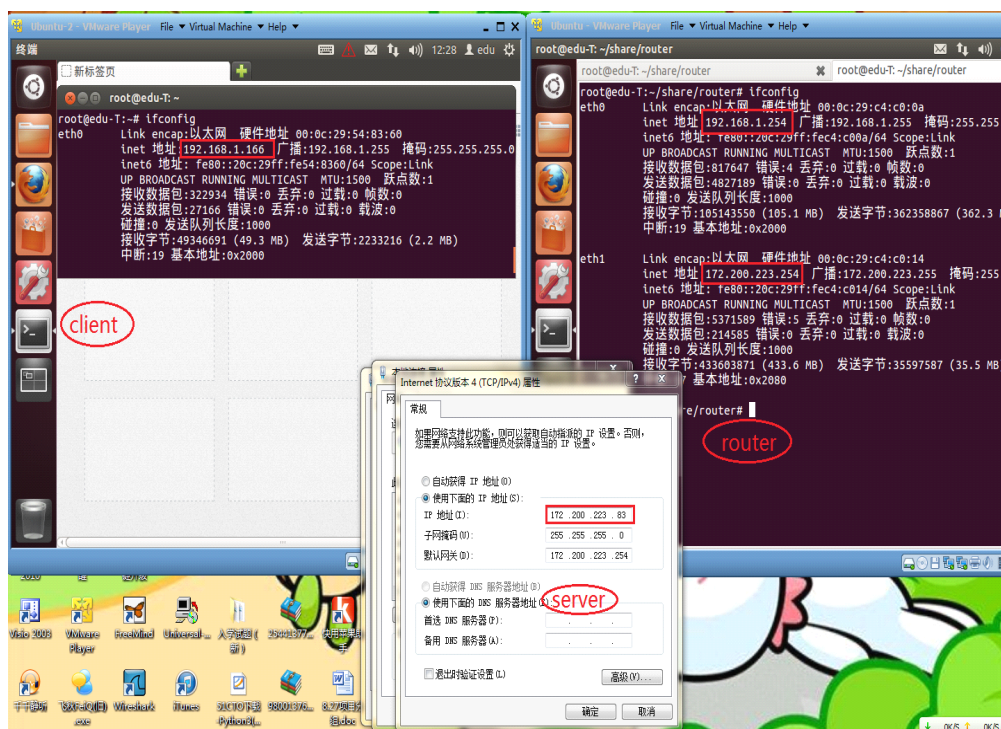 Ubuntu-2 - VMware Player File Virtual Machine Help
终端
12:28 edu
新标签页
root@edu-T: ~
root@edu-T:~# ifconfig
eth0 Link encap:以太网 硬件地址 00:0c:29:54:83:60
inet 地址:192.168.1.166 广播:192.168.1.255 掩码:255.255.255.0
inet6 地址: fe80::20c:29ff:fe54:8360/64 Scope:Link
UP BROADCAST RUNNING MULTICAST MTU:1500 跃点数:1
接收数据包:322934 错误:0 丢弃:0 过载:0 帧数:0
发送数据包:27166 错误:0 丢弃:0 过载:0 载波:0
碰撞:0 发送队列长度:1000
接收字节:49346691 (49.3 MB) 发送字节:2233216 (2.2 MB)
中断:19 基本地址:0x2000
client
Ubuntu - VMware Player File Virtual Machine Help
root@edu-T: ~/share/router
root@edu-T: ~/share/router
root@edu-T: ~/share/router
root@edu-T:~/share/router# ifconfig
eth0 Link encap:以太网 硬件地址 00:0c:29:c4:c0:0a
inet 地址:192.168.1.254 广播:192.168.1.255 掩码:255.255
inet6 地址: fe80::20c:29ff:fec4:c00a/64 Scope:Link
UP BROADCAST RUNNING MULTICAST MTU:1500 跃点数:1
接收数据包:817647 错误:4 丢弃:0 过载:0 帧数:0
发送数据包:4827189 错误:0 丢弃:0 过载:0 载波:0
碰撞:0 发送队列长度:1000
接收字节:105143550 (105.1 MB) 发送字节:362358867 (362.3
中断:19 基本地址:0x2000
eth1 Link encap:以太网 硬件地址 00:0c:29:c4:c0:14
inet 地址:172.200.223.254 广播:172.200.223.255 掩码:255
inet6 地址: fe80::20c:29ff:fec4:c014/64 Scope:Link
UP BROADCAST RUNNING MULTICAST MTU:1500 跃点数:1
接收数据包:5371589 错误:5 丢弃:0 过载:0 帧数:0
发送数据包:214585 错误:0 丢弃:0 过载:0 载波:0
碰撞:0 发送队列长度:1000
接收字节:433603871 (433.6 MB) 发送字节:35597587 (35.5 MB
基本地址:0x2080
re/router#
router
Internet 协议版本 4 (TCP/IPv4) 属性
常规
如果网络支持此功能，则可以获取自动指派的 IP 设置。否则，
您需要从网络系统管理员处获得适当的 IP 设置。
自动获得 IP 地址(O)
使用下面的 IP 地址(S):
IP 地址(I): 172 .200 .223 . 83
子网掩码(U): 255 .255 .255 . 0
默认网关(D): 172 .200 .223 .254
自动获得 DNS 服务器地址(B)
使用下面的 DNS 服务器地址
server
首选 DNS 服务器(P):
备用 DNS 服务器(A):
退出时验证设置(L)
高级(V)...
确定 取消
Visio 2003
VMware Player
FreeMind
Universal-...
iTunes
Wireshark
51CTO下载
-Python3(...
98001376...
0K/S 0K/S